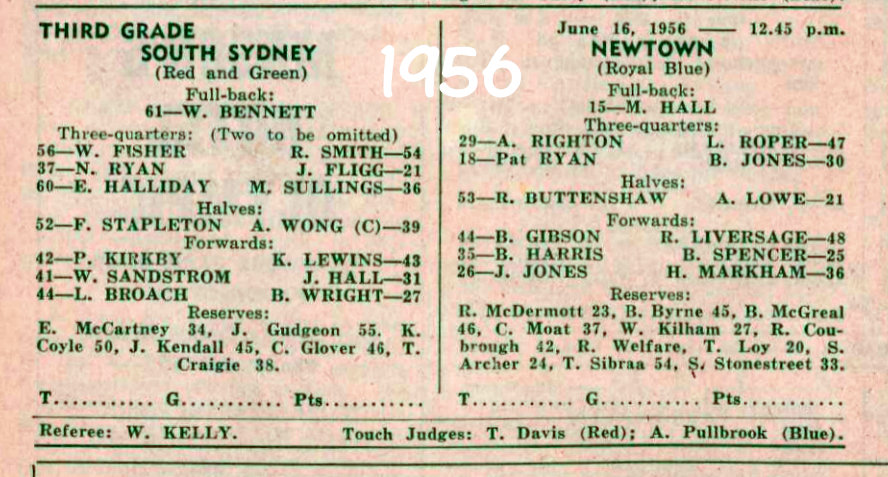 THIRD GRADE
SOUTH SYDNEY
(Red and Green)
Full-back:
61—W. BENNETT
Three-quarters: (Two to be omitted)
56—W. FISHER R. SMITH—54
37—N. RYAN J. FLIGG—21
60—E. HALLIDAY M. SULLINGS—36
Halves:
52—F. STAPLETON A. WONG (C)—39
Forwards:
42—P. KIRKBY K. LEWINS—43
41—W. SANDSTROM J. HALL—31
44—L. BROACH B. WRIGHT—27
Reserves:
E. McCartney 34, J. Gudgeon 55. K.
Coyle 50, J. Kendall 45, C. Glover 46, T.
Craigie 38.
T........... G........... Pts...........
1956
June 16, 1956 —— 12.45 p.m.
NEWTOWN
(Royal Blue)
Full-back:
15—M. HALL
Three-quarters:
29—A. RIGHTON L. ROPER—47
18—Pat RYAN B. JONES—30
Halves:
53—R. BUTTENSHAW A. LOWE—21
Forwards:
44—B. GIBSON R. LIVERSAGE—48
35—B. HARRIS B. SPENCER—25
26—J. JONES H. MARKHAM—36
Reserves:
R. McDermott 23, B. Byrne 45, B. McGreal
46, C. Moat 37, W. Kilham 27, R. Cou-
brough 42, R. Welfare, T. Loy 20, S.
Archer 24, T. Sibraa 54, S. Stonestreet 33.
T........... G........... Pts...........
Referee: W. KELLY. Touch Judges: T. Davis (Red); A. Pullbrook (Blue).